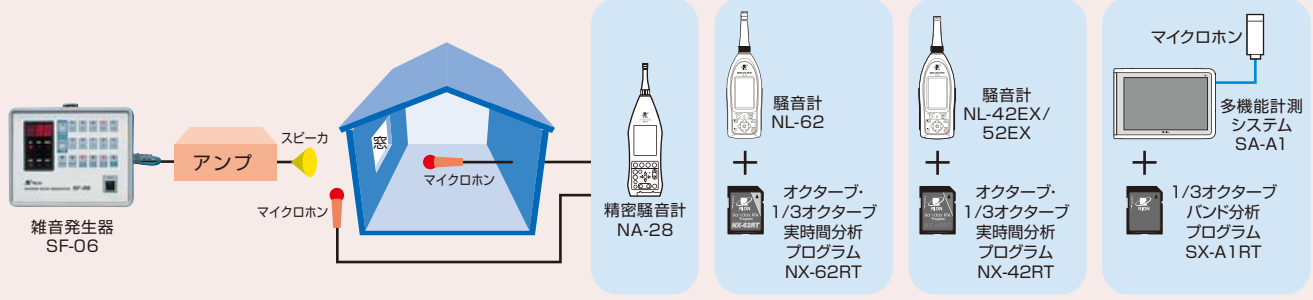 雑音発生器
SF-06
アンプ
スピーカ
マイクロホン
窓
マイクロホン
精密騒音計
NA-28
騒音計
NL-62
+
RION
NX-62RT
オクターブ・
1/3オクターブ
実時間分析
プログラム
NX-62RT
騒音計
NL-42EX/
52EX
+
RION
オクターブ・
1/3オクターブ
実時間分析
プログラム
NX-42RT
マイクロホン
多機能計測
システム
SA-A1
+
RION
1/3オクターブ
バンド分析
プログラム
SX-A1RT